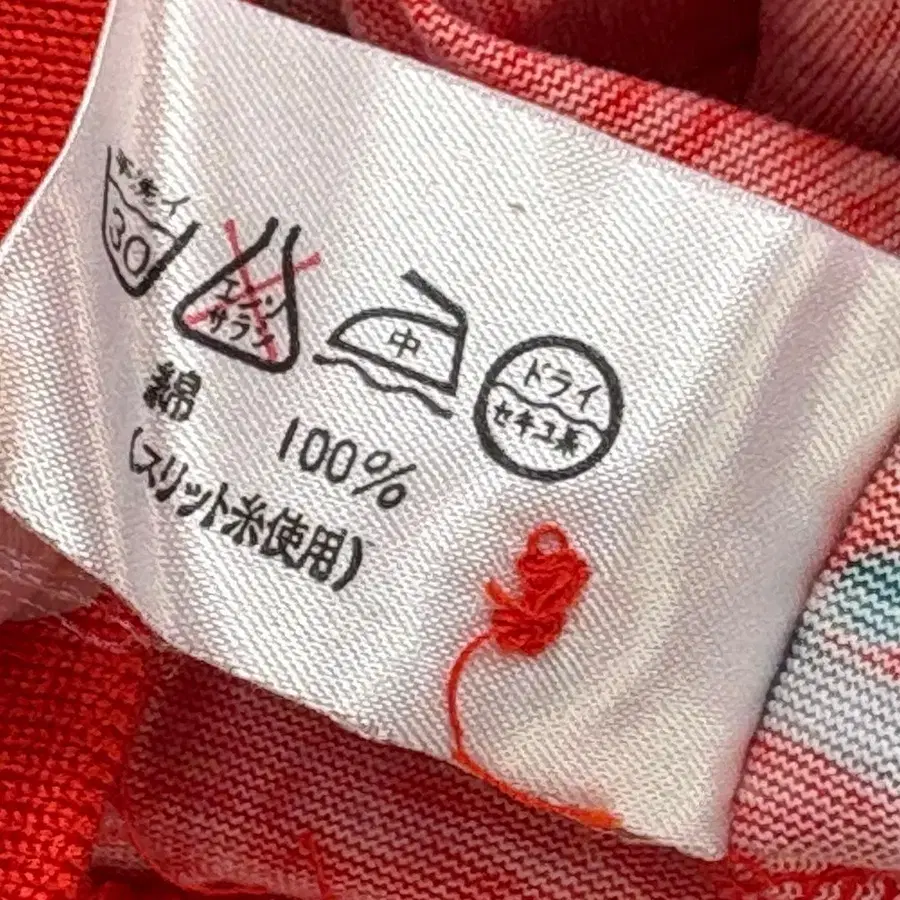 手洗イ
30
エンソ
サラシ
中
ドライ
セキユ系
綿 100%
(スリット糸使用)